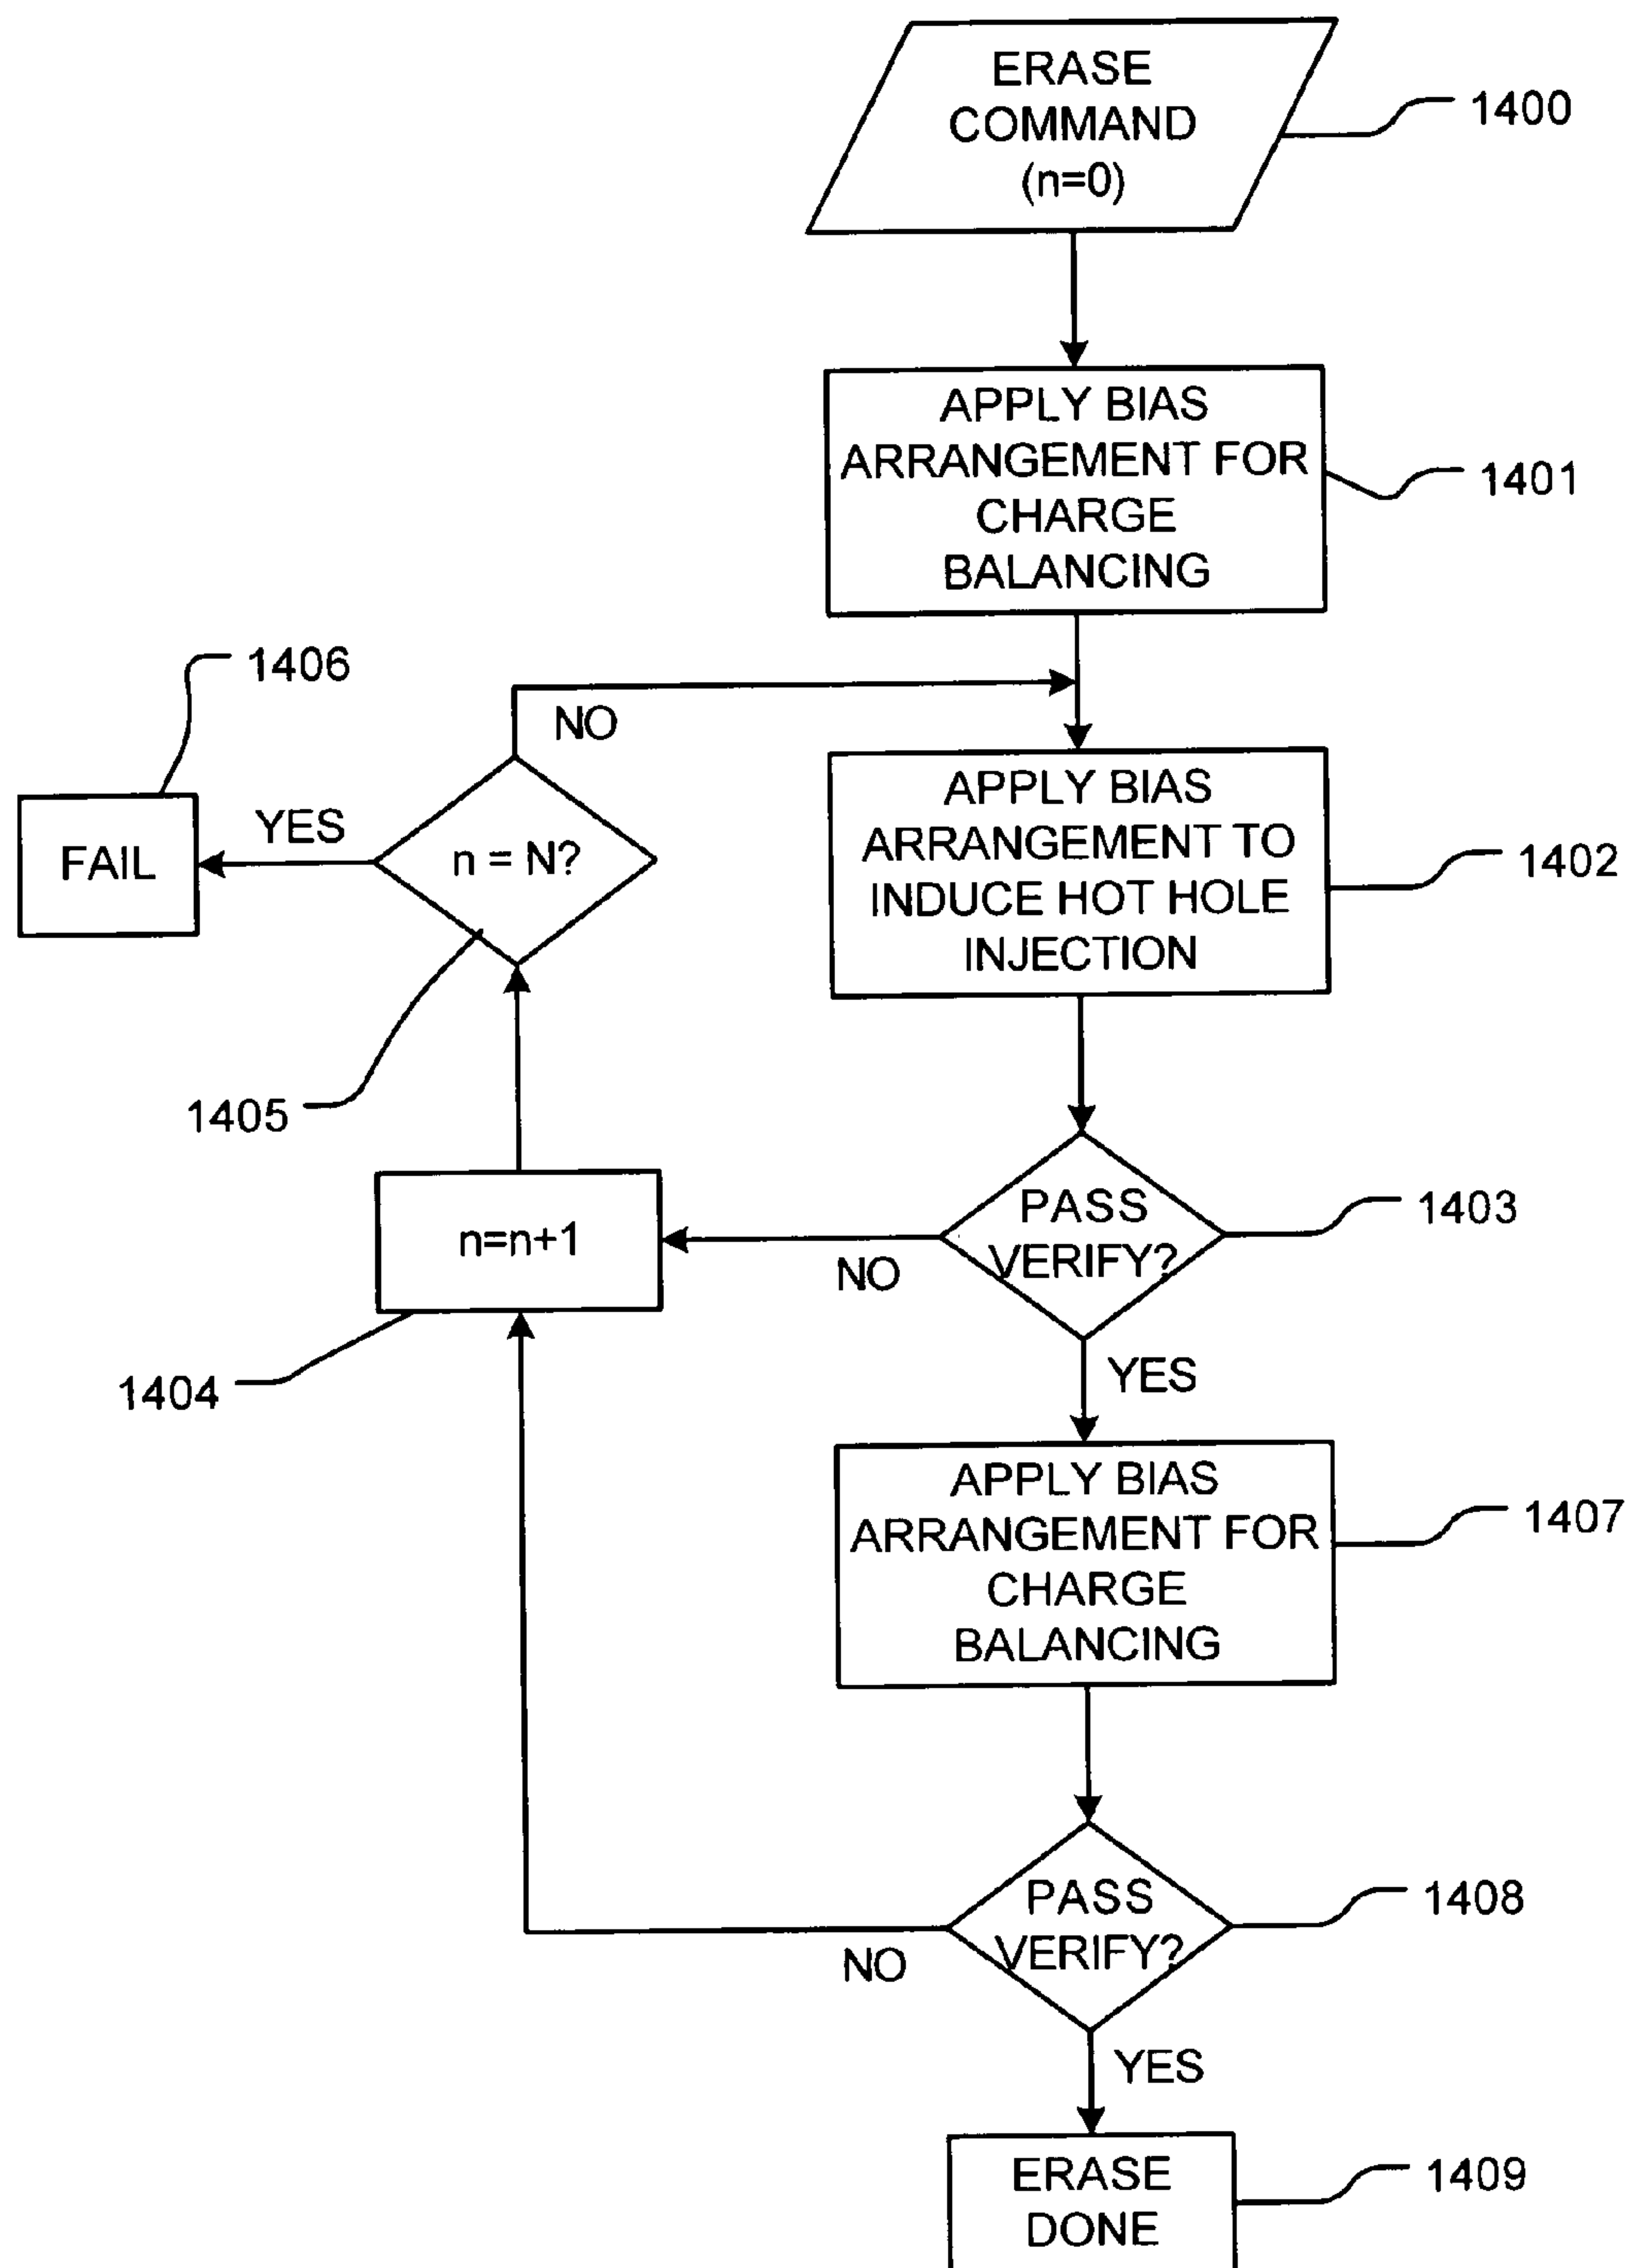 ERASE
COMMAND
(n=0)
1400
APPLY BIAS
ARRANGEMENT FOR
CHARGE
BALANCING
1401
1406
NO
FAIL
YES
n = N?
APPLY BIAS
ARRANGEMENT TO
INDUCE HOT HOLE
INJECTION
1402
1405
n=n+1
NO
PASS
VERIFY?
1403
1404
YES
APPLY BIAS
ARRANGEMENT FOR
CHARGE
BALANCING
1407
PASS
VERIFY?
1408
NO
YES
ERASE
DONE
1409